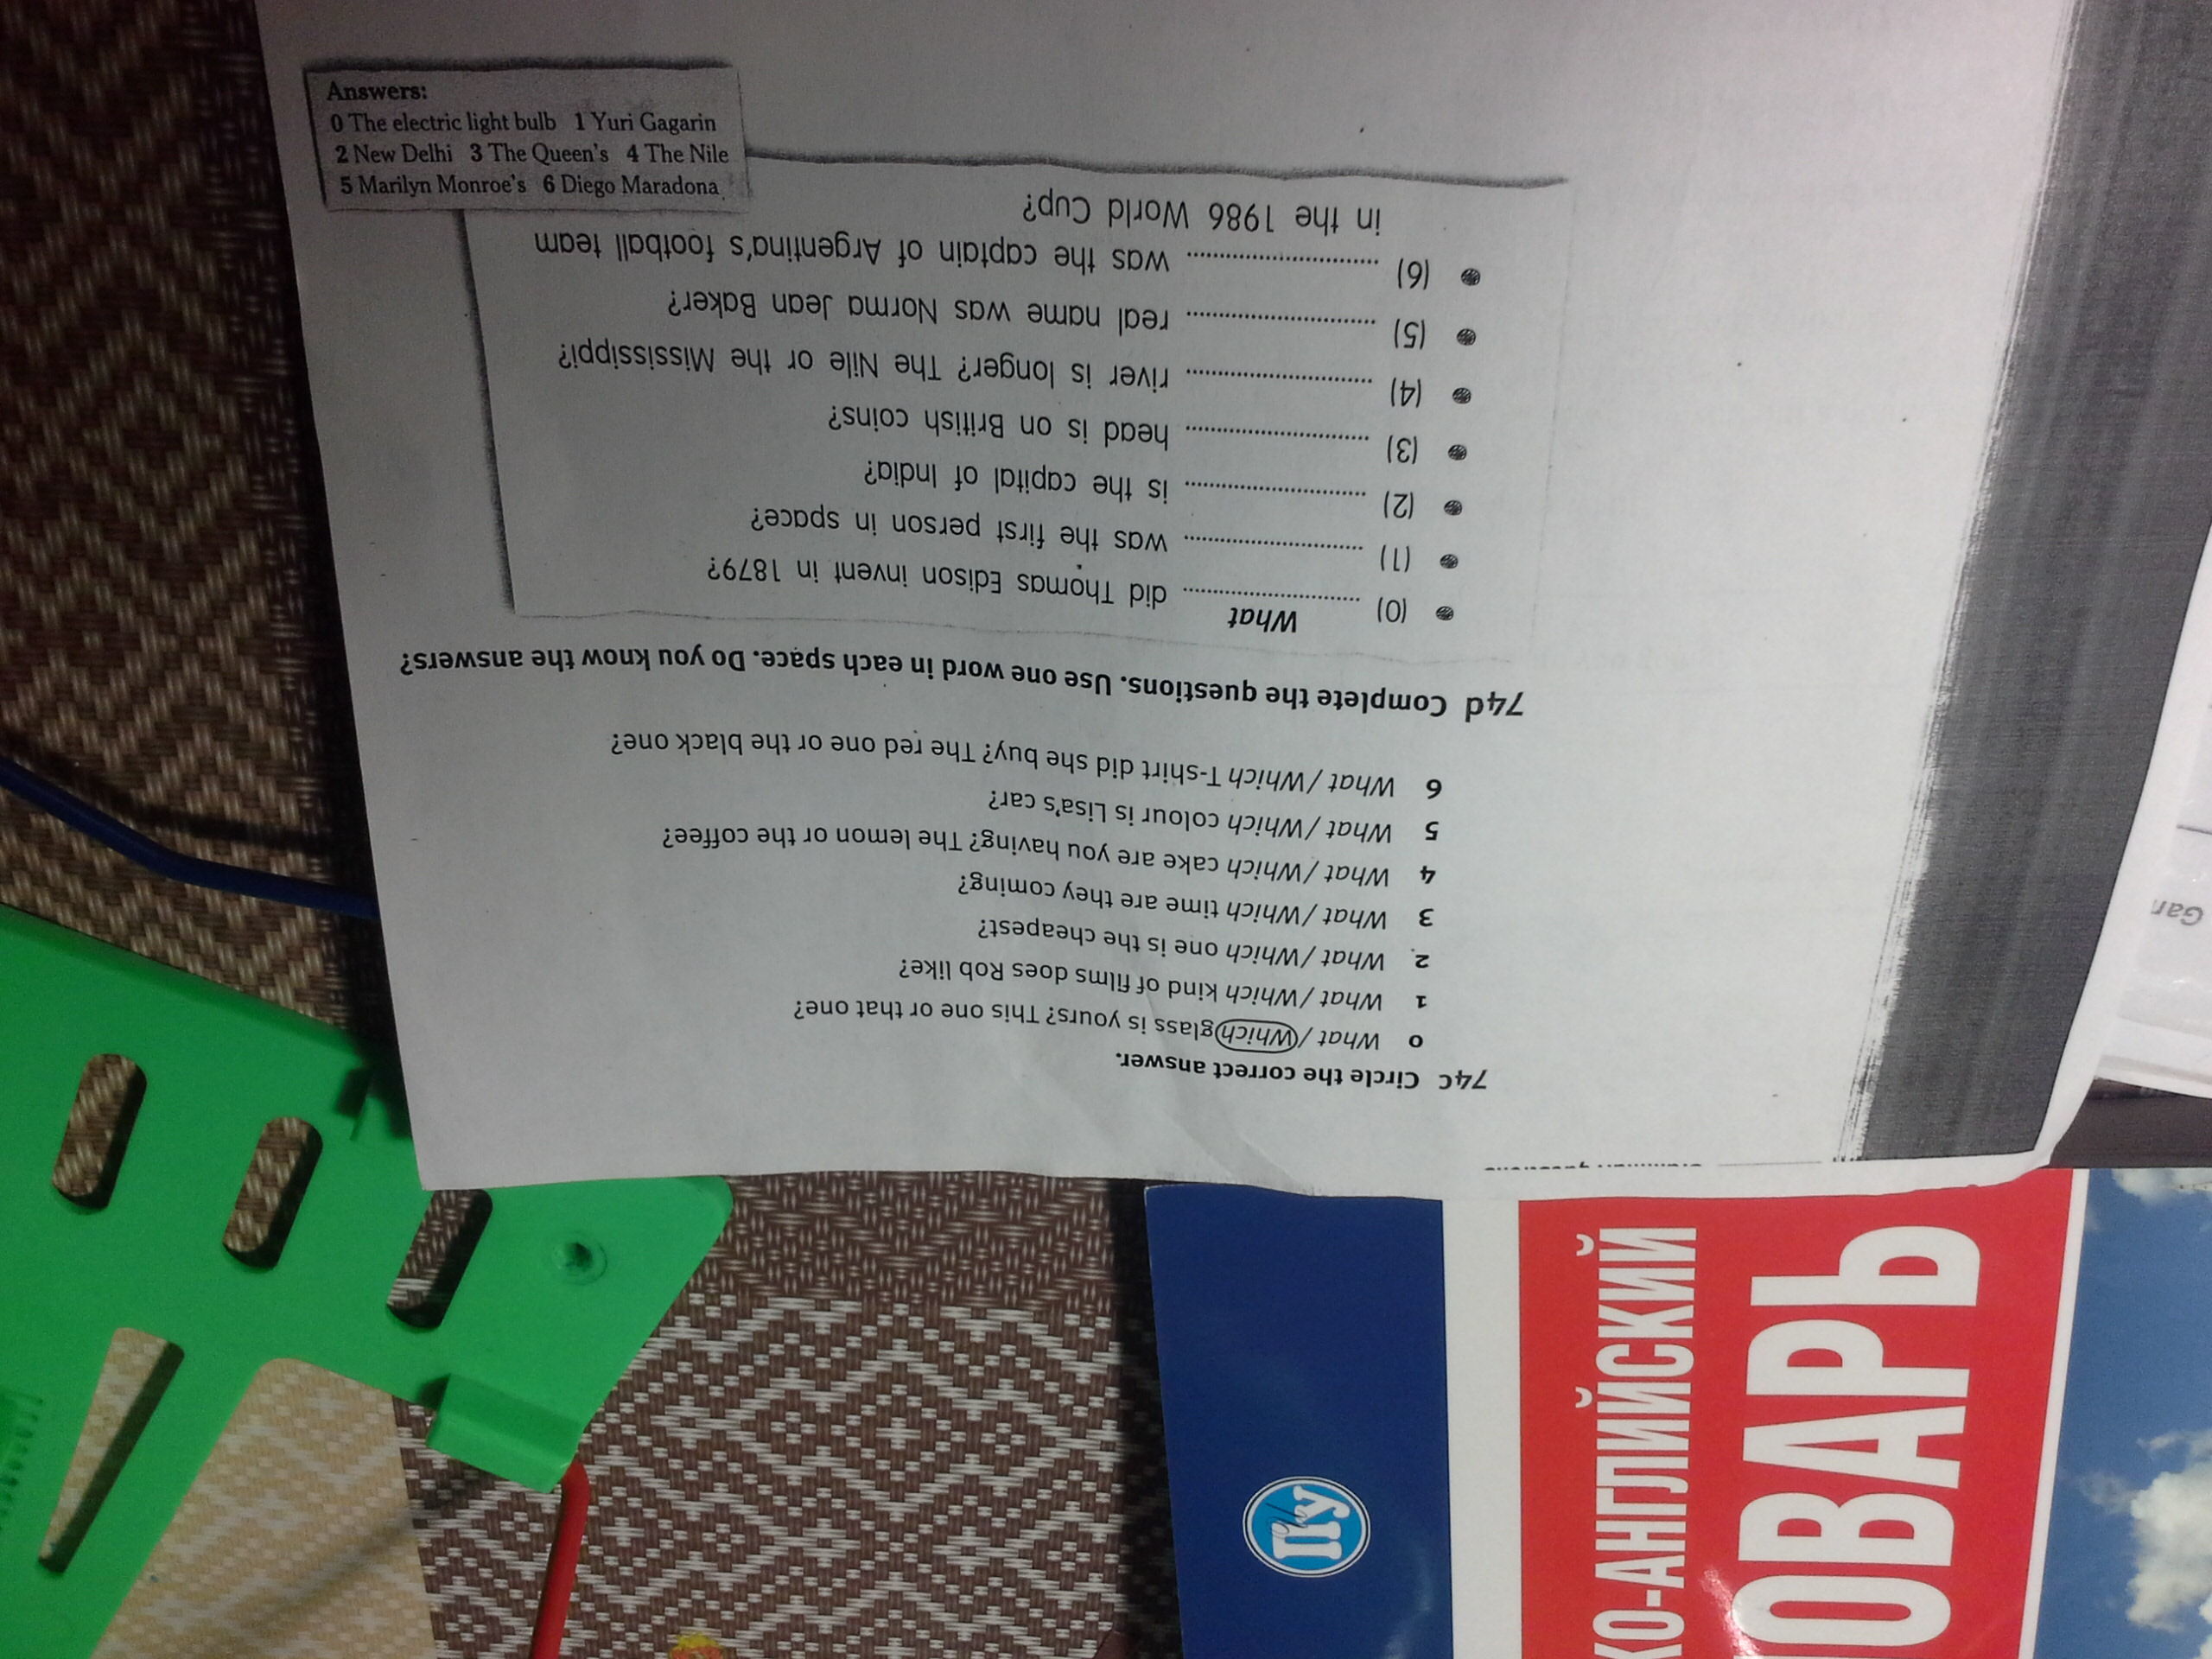 74c Circle the correct answer.
0 What / Which glass is yours? This one or that one?
1 What / Which kind of films does Rob like?
2 What / Which one is the cheapest?
3 What / Which time are they coming?
4 What / Which cake are you having? The lemon or the coffee?
5 What / Which colour is Lisa's car?
6 What / Which T-shirt did she buy? The red one or the black one?
74d Complete the questions. Use one word in each space. Do you know the answers?
What
(0) .............................. did Thomas Edison invent in 1879?
(1) .............................. was the first person in space?
(2) .............................. is the capital of India?
(3) .............................. head is on British coins?
(4) .............................. river is longer? The Nile or the Mississippi?
(5) .............................. real name was Norma Jean Baker?
(6) .............................. was the captain of Argentina's football team
in the 1986 World Cup?
Answers:
0 The electric light bulb 1 Yuri Gagarin
2 New Delhi 3 The Queen's 4 The Nile
5 Marilyn Monroe's 6 Diego Maradona
КО-АНГЛИЙСКИЙ
ОВАРЬ
Gar